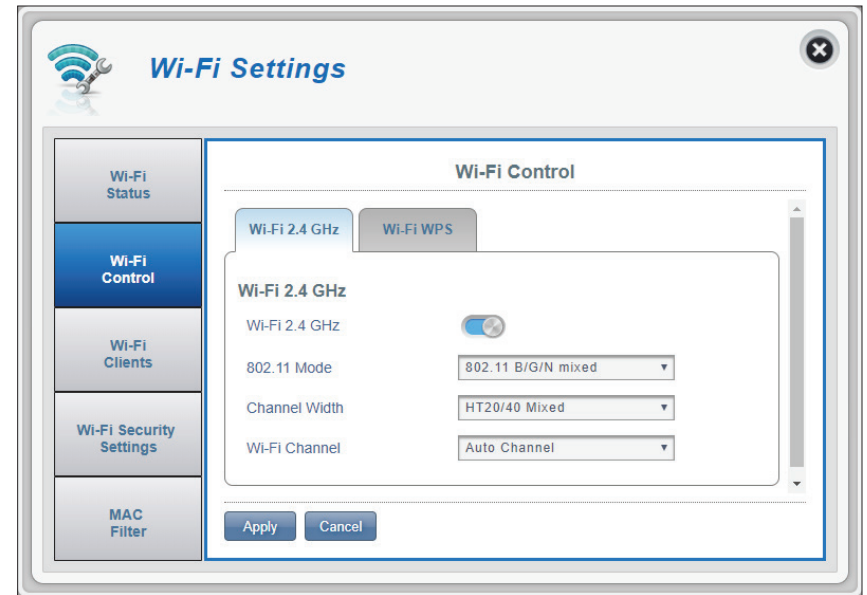 Wi-Fi Settings
Wi-Fi
Status
Wi-Fi
Control
Wi-Fi
Clients
Wi-Fi Security
Settings
MAC
Filter
Wi-Fi Control
Wi-Fi 2.4 GHz
Wi-Fi WPS
Wi-Fi 2.4 GHz
Wi-Fi 2.4 GHz
802.11 Mode
802.11 B/G/N mixed
Channel Width
HT20/40 Mixed
Wi-Fi Channel
Auto Channel
Apply
Cancel